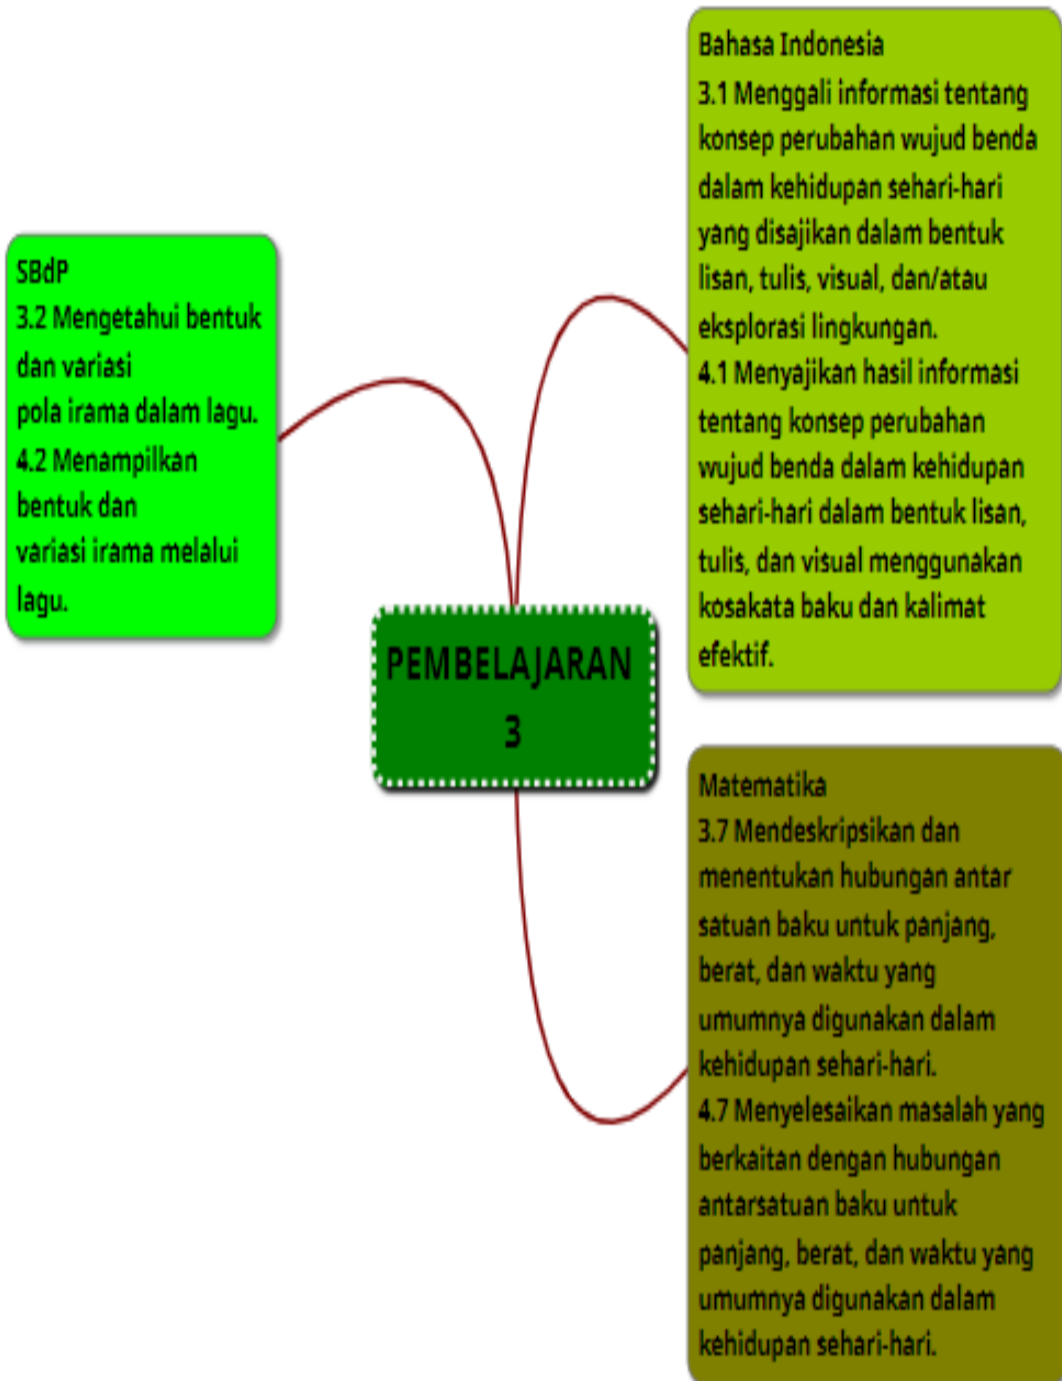 SBdP
3.2 Mengetahui bentuk
dan variasi
pola irama dalam lagu.
4.2 Menampilkan
bentuk dan
variasi irama melalui
lagu.
PEMBELAJARAN
3
Bahasa Indonesia
3.1 Menggali informasi tentang
konsep perubahan wujud benda
dalam kehidupan sehari-hari
yang disajikan dalam bentuk
lisan, tulis, visual, dan/atau
eksplorasi lingkungan.
4.1 Menyajikan hasil informasi
tentang konsep perubahan
wujud benda dalam kehidupan
sehari-hari dalam bentuk lisan,
tulis, dan visual menggunakan
kosakata baku dan kalimat
efektif.
Matematika
3.7 Mendeskripsikan dan
menentukan hubungan antar
satuan baku untuk panjang,
berat, dan waktu yang
umumnya digunakan dalam
kehidupan sehari-hari.
4.7 Menyelesaikan masalah yang
berkaitan dengan hubungan
antarsatuan baku untuk
panjang, berat, dan waktu yang
umumnya digunakan dalam
kehidupan sehari-hari.